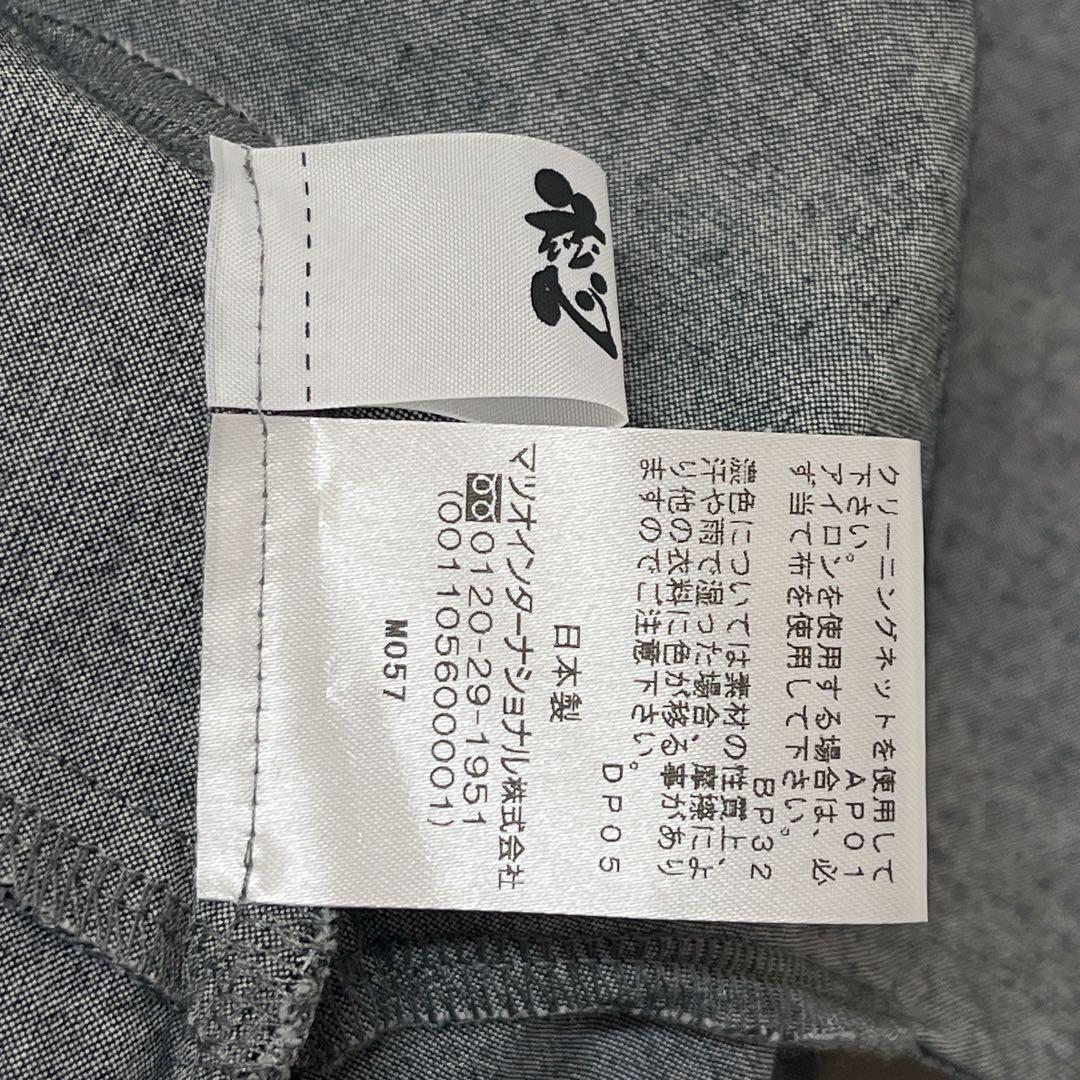 クリーニングネットを使用して
下さい。 AP01
アイロンを使用する場合は、必
ず当て布を使用して下さい。
BP32
濃色については素材の性質上、
汗や雨で湿った場合、摩擦によ
り他の衣料に色が移る事があり
ますのでご注意下さい。
DP05
日本製
マツオインターナショナル株式会社
0120-29-1951
(001105600001)
M057